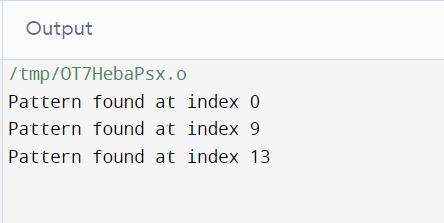 Output
/tmp/OT7HebaPsx.o
Pattern found at index 0
Pattern found at index 9
Pattern found at index 13